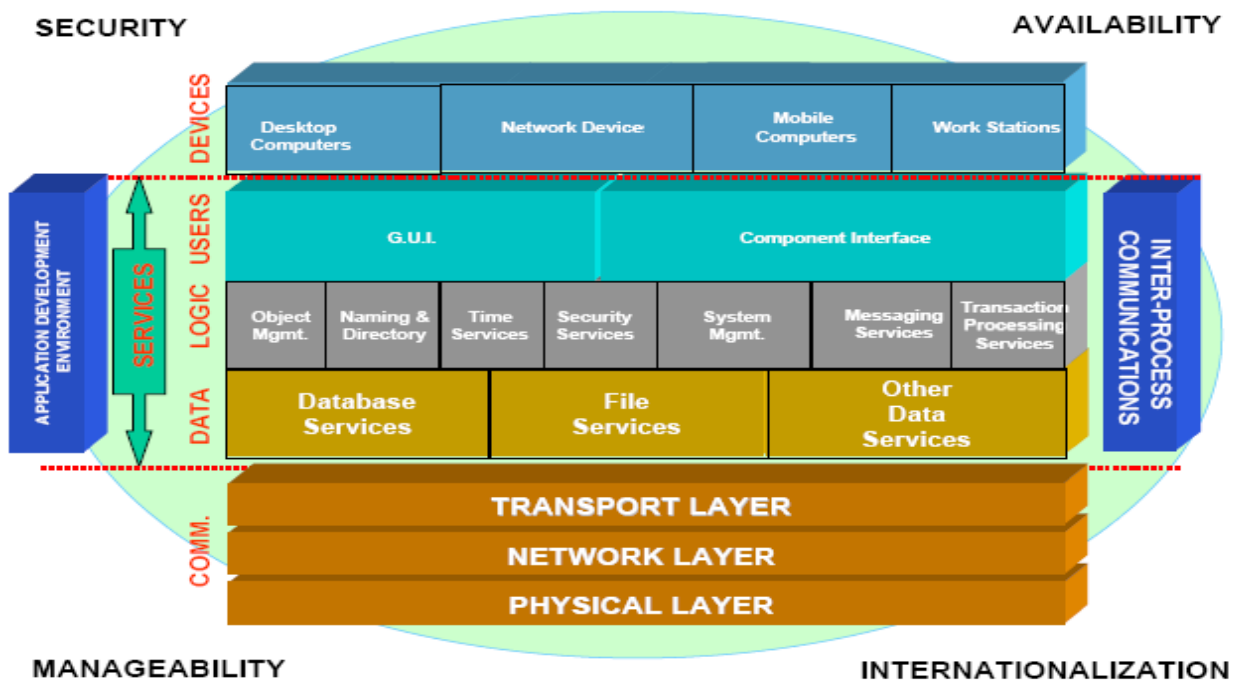 SECURITY
AVAILABILITY
DEVICES
Desktop
Computers
Network Device
Mobile
Computers
Work Stations
APPLICATION DEVELOPMENT
ENVIRONMENT
SERVICES
USERS
G.U.I.
Component Interface
INTER-PROCESS
COMMUNICATIONS
LOGIC
Object
Mgmt.
Naming &
Directory
Time
Services
Security
Services
System
Mgmt.
Messaging
Services
Transaction
Processing
Services
DATA
Database
Services
File
Services
Other
Data
Services
COMM.
TRANSPORT LAYER
NETWORK LAYER
PHYSICAL LAYER
MANAGEABILITY
INTERNATIONALIZATION